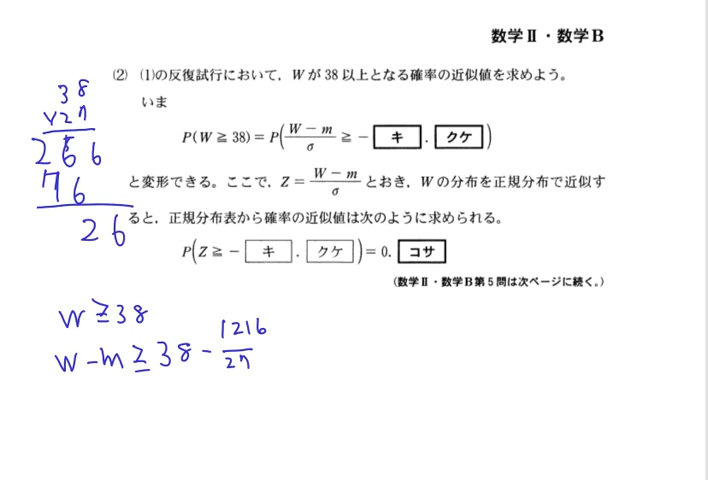 数学Ⅱ・数学B
(2) (1)の反復試行において，Wが38以上となる確率の近似値を求めよう。
いま
P(W ≧ 38) = P((W − m)/σ ≧ − キ . クケ)
と変形できる。ここで，Z = (W − m)/σ とおき，Wの分布を正規分布で近似す
ると，正規分布表から確率の近似値は次のように求められる。
P(Z ≧ − キ . クケ) = 0. コサ
(数学Ⅱ・数学B第5問は次ページに続く。)
38
×27
266
76
26
W ≧ 38
W − m ≧ 38 − 1216/27